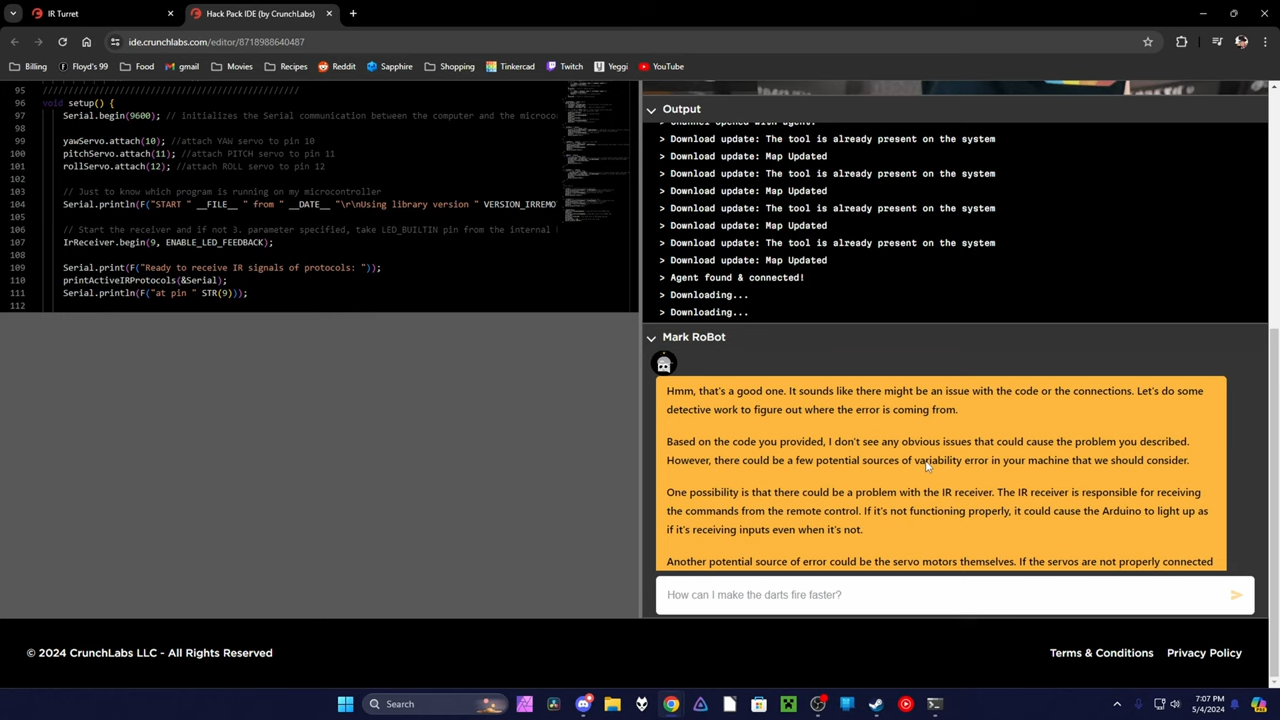 IR Turret
Hack Pack IDE (by CrunchLabs)
ide.crunchlabs.com/editor/8718988640487
Billing
Floyd's 99
Food
gmail
Movies
Recipes
Reddit
Sapphire
Shopping
Tinkercad
Twitch
Yeggi
YouTube
95 //////////////////////////////////////////////////
96 void setup() {
97 Serial.begin(9600); // initializes the Serial communication between the computer and the microco
98
99 yawServo.attach(10); //attach YAW servo to pin 10
100 pitchServo.attach(11); //attach PITCH servo to pin 11
101 rollServo.attach(12); //attach ROLL servo to pin 12
102
103 // Just to know which program is running on my microcontroller
104 Serial.println(F("START " __FILE__ " from " __DATE__ "\r\nUsing library version " VERSION_IRREMO
105
106 // Start the receiver and if not 3. parameter specified, take LED_BUILTIN pin from the internal
107 IrReceiver.begin(9, ENABLE_LED_FEEDBACK);
108
109 Serial.print(F("Ready to receive IR signals of protocols: "));
110 printActiveIRProtocols(&Serial);
111 Serial.println(F("at pin " STR(9)));
112
Output
> Channel opened with agent!
> Download update: The tool is already present on the system
> Download update: Map Updated
> Download update: The tool is already present on the system
> Download update: Map Updated
> Download update: The tool is already present on the system
> Download update: Map Updated
> Download update: The tool is already present on the system
> Download update: Map Updated
> Agent found & connected!
> Downloading...
> Downloading...
Mark RoBot
Hmm, that's a good one. It sounds like there might be an issue with the code or the connections. Let's do some
detective work to figure out where the error is coming from.
Based on the code you provided, I don't see any obvious issues that could cause the problem you described.
However, there could be a few potential sources of variability error in your machine that we should consider.
One possibility is that there could be a problem with the IR receiver. The IR receiver is responsible for receiving
the commands from the remote control. If it's not functioning properly, it could cause the Arduino to light up as
if it's receiving inputs even when it's not.
Another potential source of error could be the servo motors themselves. If the servos are not properly connected
How can I make the darts fire faster?
© 2024 CrunchLabs LLC - All Rights Reserved
Terms & Conditions
Privacy Policy
Search
7:07 PM
5/4/2024